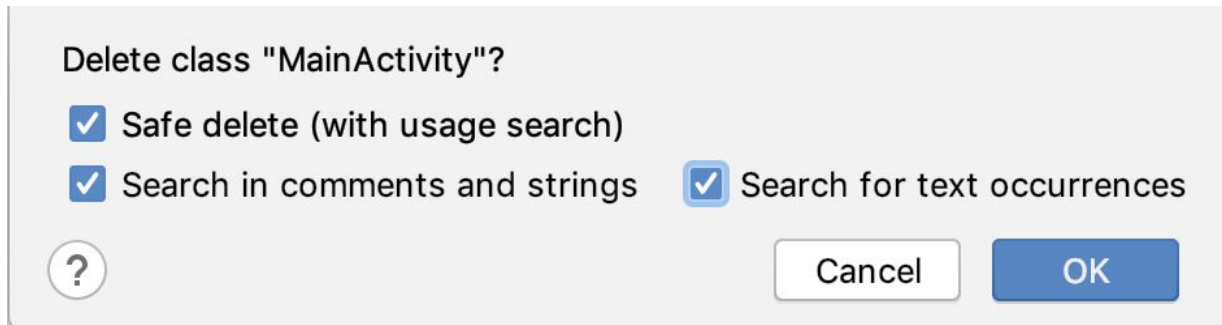 Delete class "MainActivity"?
Safe delete (with usage search)
Search in comments and strings Search for text occurrences
? Cancel OK